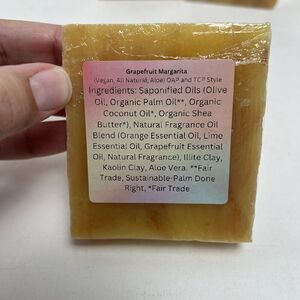 Grapefruit Margarita
(Vegan, All Natural, Aloe) OAP and TCP Style
Ingredients: Saponified Oils (Olive
Oil, Organic Palm Oil**, Organic
Coconut Oil*, Organic Shea
Butter*), Natural Fragrance Oil
Blend (Orange Essential Oil, Lime
Essential Oil, Grapefruit Essential
Oil, Natural Fragrance), Illite Clay,
Kaolin Clay, Aloe Vera. **Fair
Trade, Sustainable-Palm Done
Right, *Fair Trade